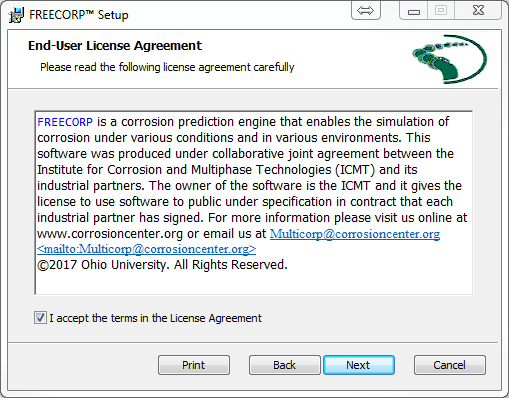 FREECORP™ Setup
End-User License Agreement
Please read the following license agreement carefully
FREECORP is a corrosion prediction engine that enables the simulation of
corrosion under various conditions and in various environments. This
software was produced under collaborative joint agreement between the
Institute for Corrosion and Multiphase Technologies (ICMT) and its
industrial partners. The owner of the software is the ICMT and it gives the
license to use software to public under specification in contract that each
industrial partner has signed. For more information please visit us online at
www.corrosioncenter.org or email us at Multicorp@corrosioncenter.org
<mailto:Multicorp@corrosioncenter.org>
©2017 Ohio University. All Rights Reserved.
I accept the terms in the License Agreement
Print Back Next Cancel